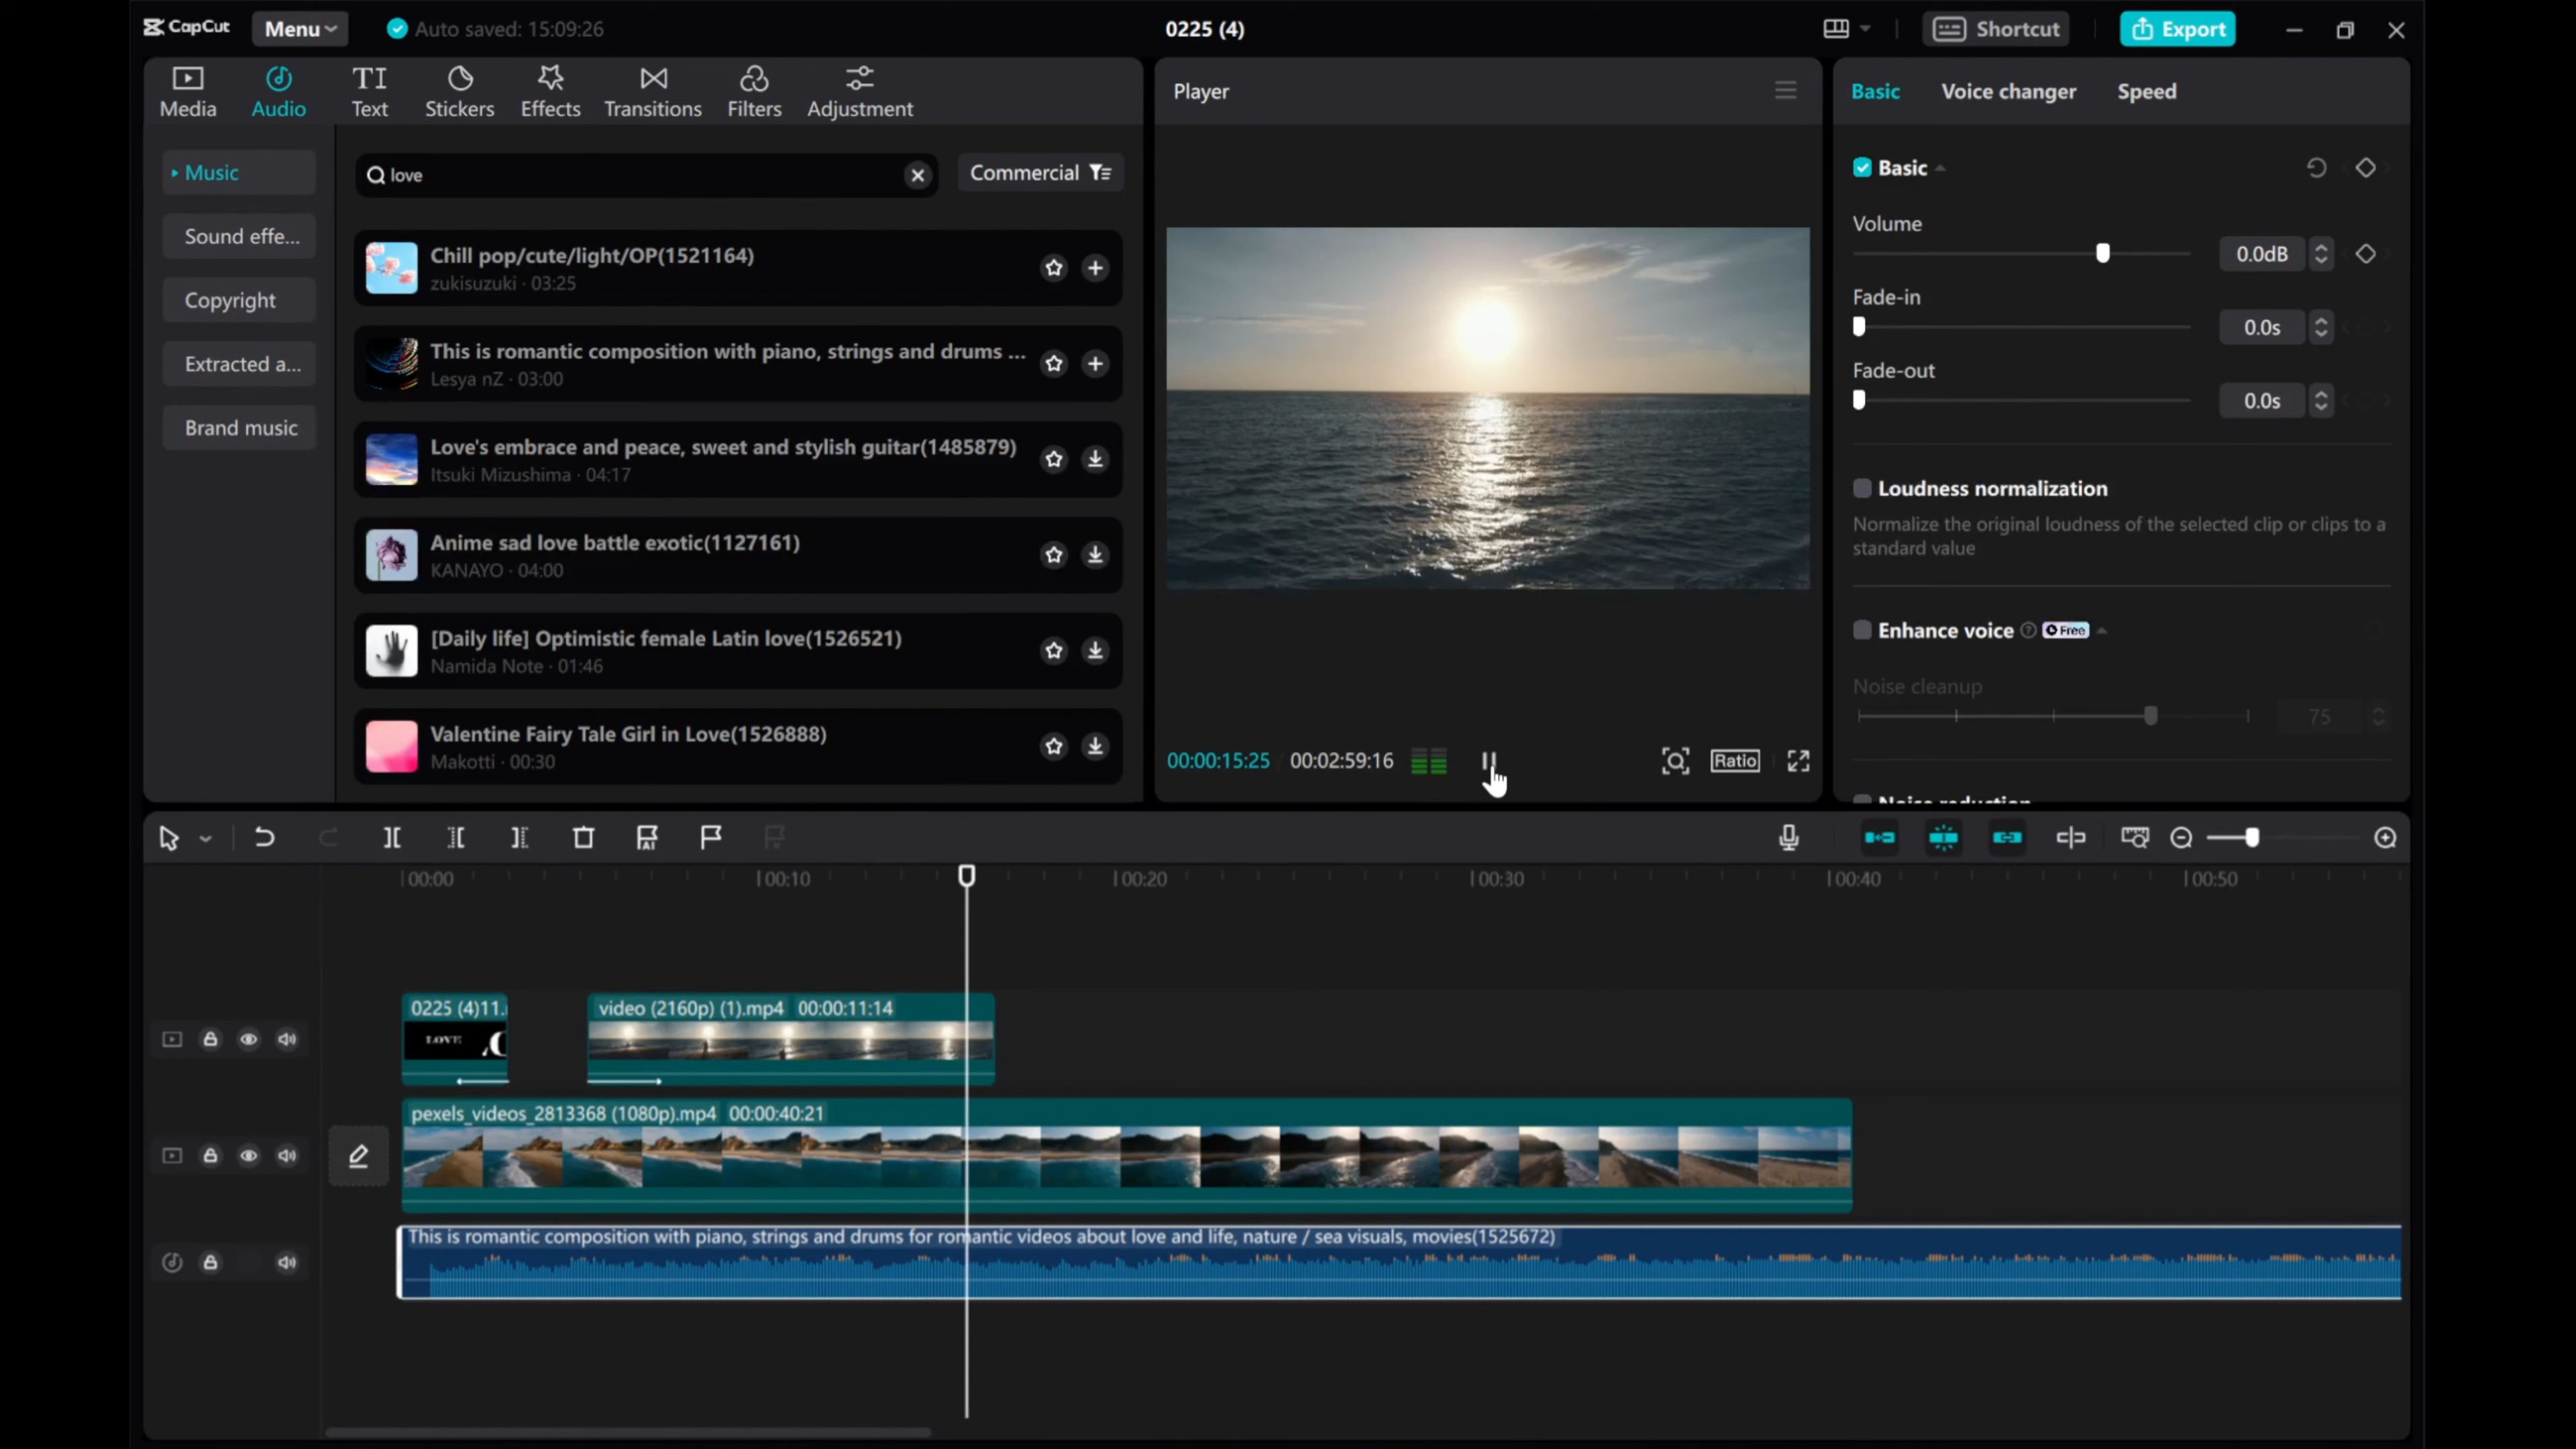 CapCut Menu Auto saved: 15:09:26 0225 (4) Shortcut Export
Media Audio Text Stickers Effects Transitions Filters Adjustment
Music
Sound effe...
Copyright
Extracted a...
Brand music
love
Commercial
Chill pop/cute/light/OP(1521164)
zukisuzuki · 03:25
This is romantic composition with piano, strings and drums ...
Lesya nZ · 03:00
Love's embrace and peace, sweet and stylish guitar(1485879)
Itsuki Mizushima · 04:17
Anime sad love battle exotic(1127161)
KANAYO · 04:00
[Daily life] Optimistic female Latin love(1526521)
Namida Note · 01:46
Valentine Fairy Tale Girl in Love(1526888)
Makotti · 00:30
Player
00:00:15:25 00:02:59:16 Ratio
Basic Voice changer Speed
Basic
Volume
0.0dB
Fade-in
0.0s
Fade-out
0.0s
Loudness normalization
Normalize the original loudness of the selected clip or clips to a
standard value
Enhance voice Free
Noise cleanup
75
Noise reduction
00:00 00:10 00:20 00:30 00:40 00:50
0225 (4)11. video (2160p) (1).mp4 00:00:11:14
LOVE
pexels_videos_2813368 (1080p).mp4 00:00:40:21
This is romantic composition with piano, strings and drums for romantic videos about love and life, nature / sea visuals, movies(1525672)